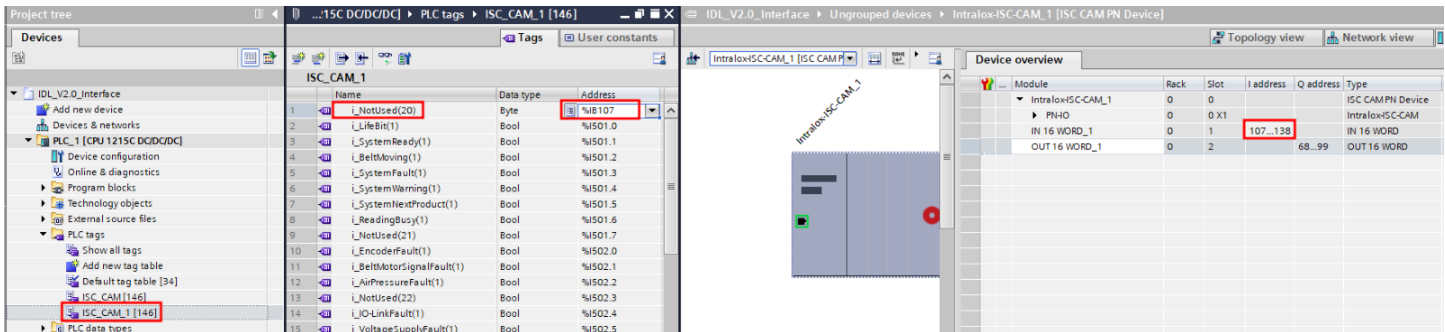 Project tree
Devices
IDL_V2.0_Interface
Add new device
Devices & networks
PLC_1 [CPU 1215C DC/DC/DC]
Device configuration
Online & diagnostics
Program blocks
Technology objects
External source files
PLC tags
Show all tags
Add new tag table
Default tag table [34]
ISC_CAM [146]
ISC_CAM_1 [146]
PLC data types
...:15C DC/DC/DC] ▸ PLC tags ▸ ISC_CAM_1 [146]
Tags User constants
ISC_CAM_1
Name Data type Address
1 i_NotUsed(20) Byte %IB107
2 i_LifeBit(1) Bool %I501.0
3 i_SystemReady(1) Bool %I501.1
4 i_BeltMoving(1) Bool %I501.2
5 i_SystemFault(1) Bool %I501.3
6 i_SystemWarning(1) Bool %I501.4
7 i_SystemNextProduct(1) Bool %I501.5
8 i_ReadingBusy(1) Bool %I501.6
9 i_NotUsed(21) Bool %I501.7
10 i_EncoderFault(1) Bool %I502.0
11 i_BeltMotorSignalFault(1) Bool %I502.1
12 i_AirPressureFault(1) Bool %I502.2
13 i_NotUsed(22) Bool %I502.3
14 i_IO-LinkFault(1) Bool %I502.4
15 i_VoltageSupplyFault(1) Bool %I502.5
IDL_V2.0_Interface ▸ Ungrouped devices ▸ Intralox-ISC-CAM_1 [ISC CAM PN Device]
Topology view Network view
Intralox-ISC-CAM_1 [ISC CAM P
Intralox-ISC-CAM_1
Device overview
... Module Rack Slot I address Q address Type
Intralox-ISC-CAM_1 0 0 ISC CAM PN Device
PN-IO 0 0 X1 Intralox-ISC-CAM
IN 16 WORD_1 0 1 107...138 IN 16 WORD
OUT 16 WORD_1 0 2 68...99 OUT 16 WORD